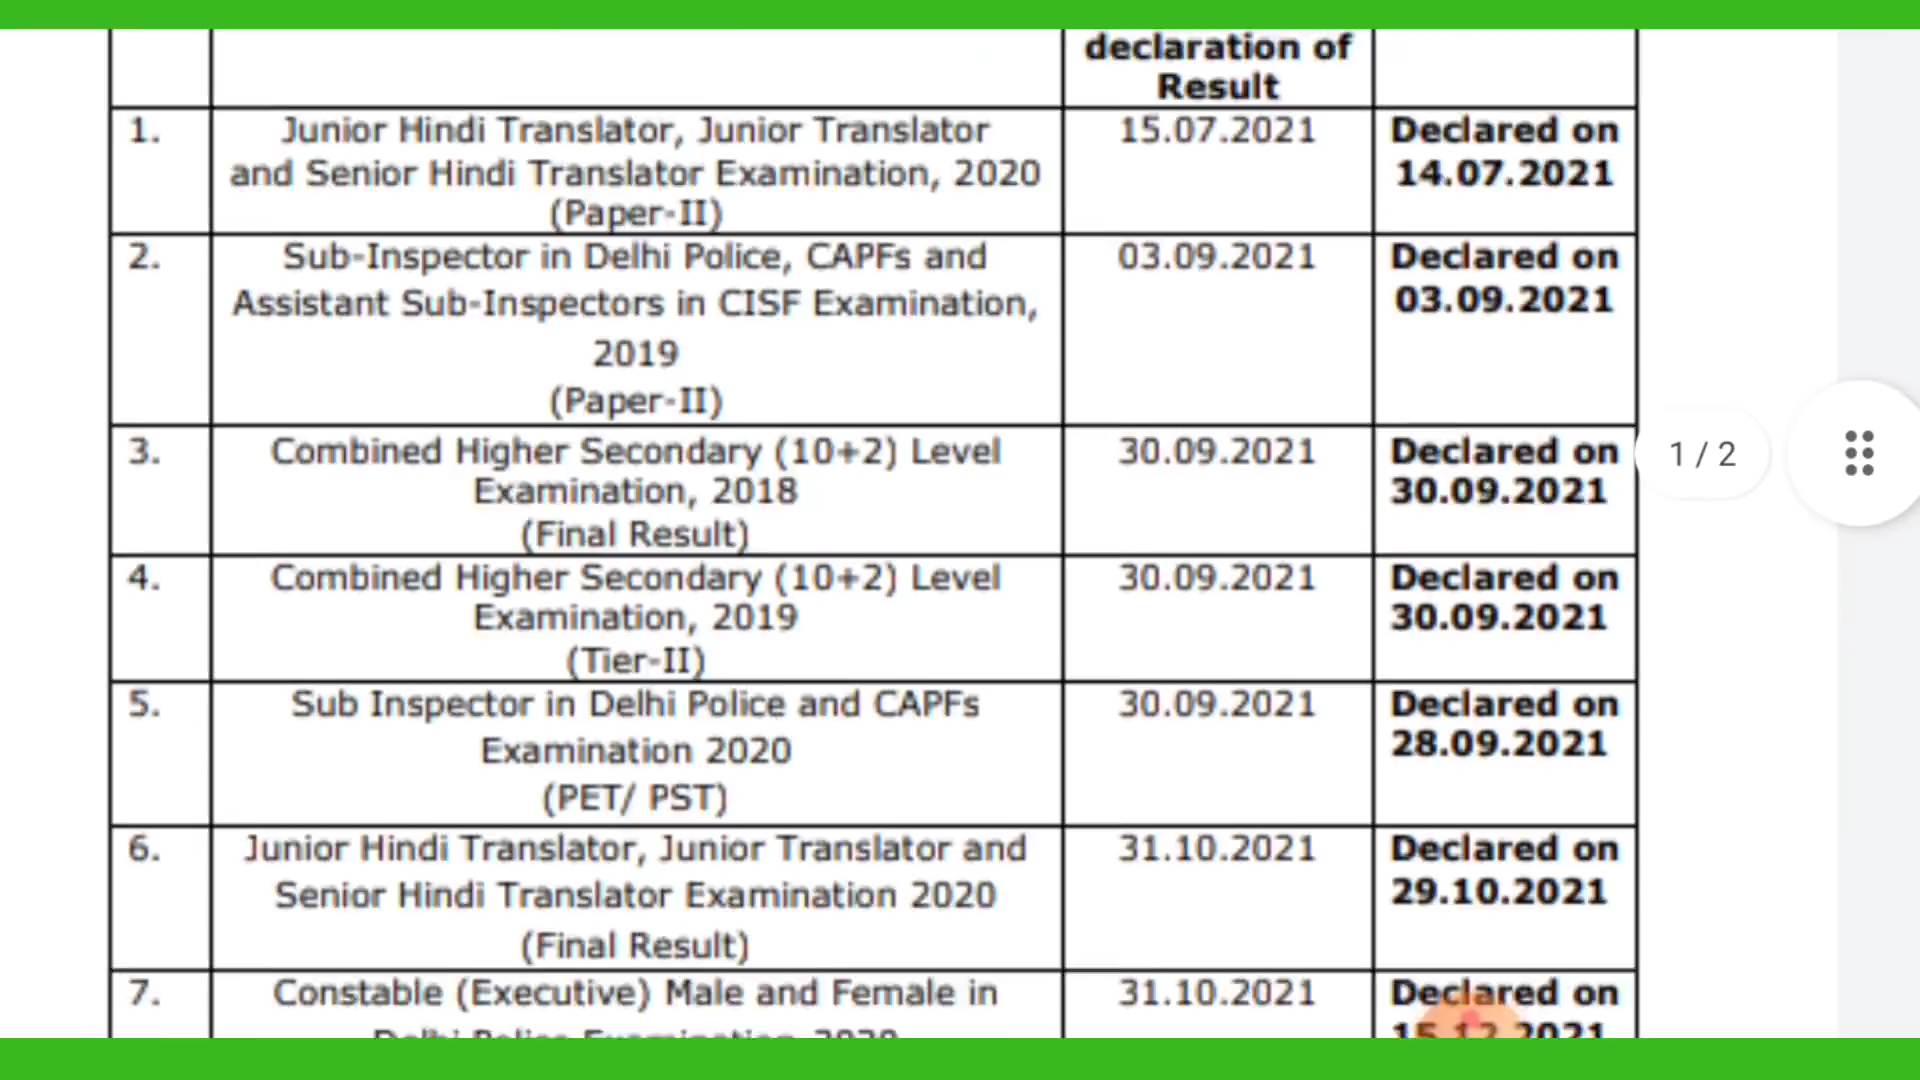 declaration of
Result
1.
Junior Hindi Translator, Junior Translator
and Senior Hindi Translator Examination, 2020
(Paper-II)
15.07.2021
Declared on
14.07.2021
2.
Sub-Inspector in Delhi Police, CAPFs and
Assistant Sub-Inspectors in CISF Examination,
2019
(Paper-II)
03.09.2021
Declared on
03.09.2021
3.
Combined Higher Secondary (10+2) Level
Examination, 2018
(Final Result)
30.09.2021
Declared on
30.09.2021
4.
Combined Higher Secondary (10+2) Level
Examination, 2019
(Tier-II)
30.09.2021
Declared on
30.09.2021
5.
Sub Inspector in Delhi Police and CAPFs
Examination 2020
(PET/ PST)
30.09.2021
Declared on
28.09.2021
6.
Junior Hindi Translator, Junior Translator and
Senior Hindi Translator Examination 2020
(Final Result)
31.10.2021
Declared on
29.10.2021
7.
Constable (Executive) Male and Female in
Delhi Police Examination, 2020
31.10.2021
Declared on
15.12.2021
1 / 2